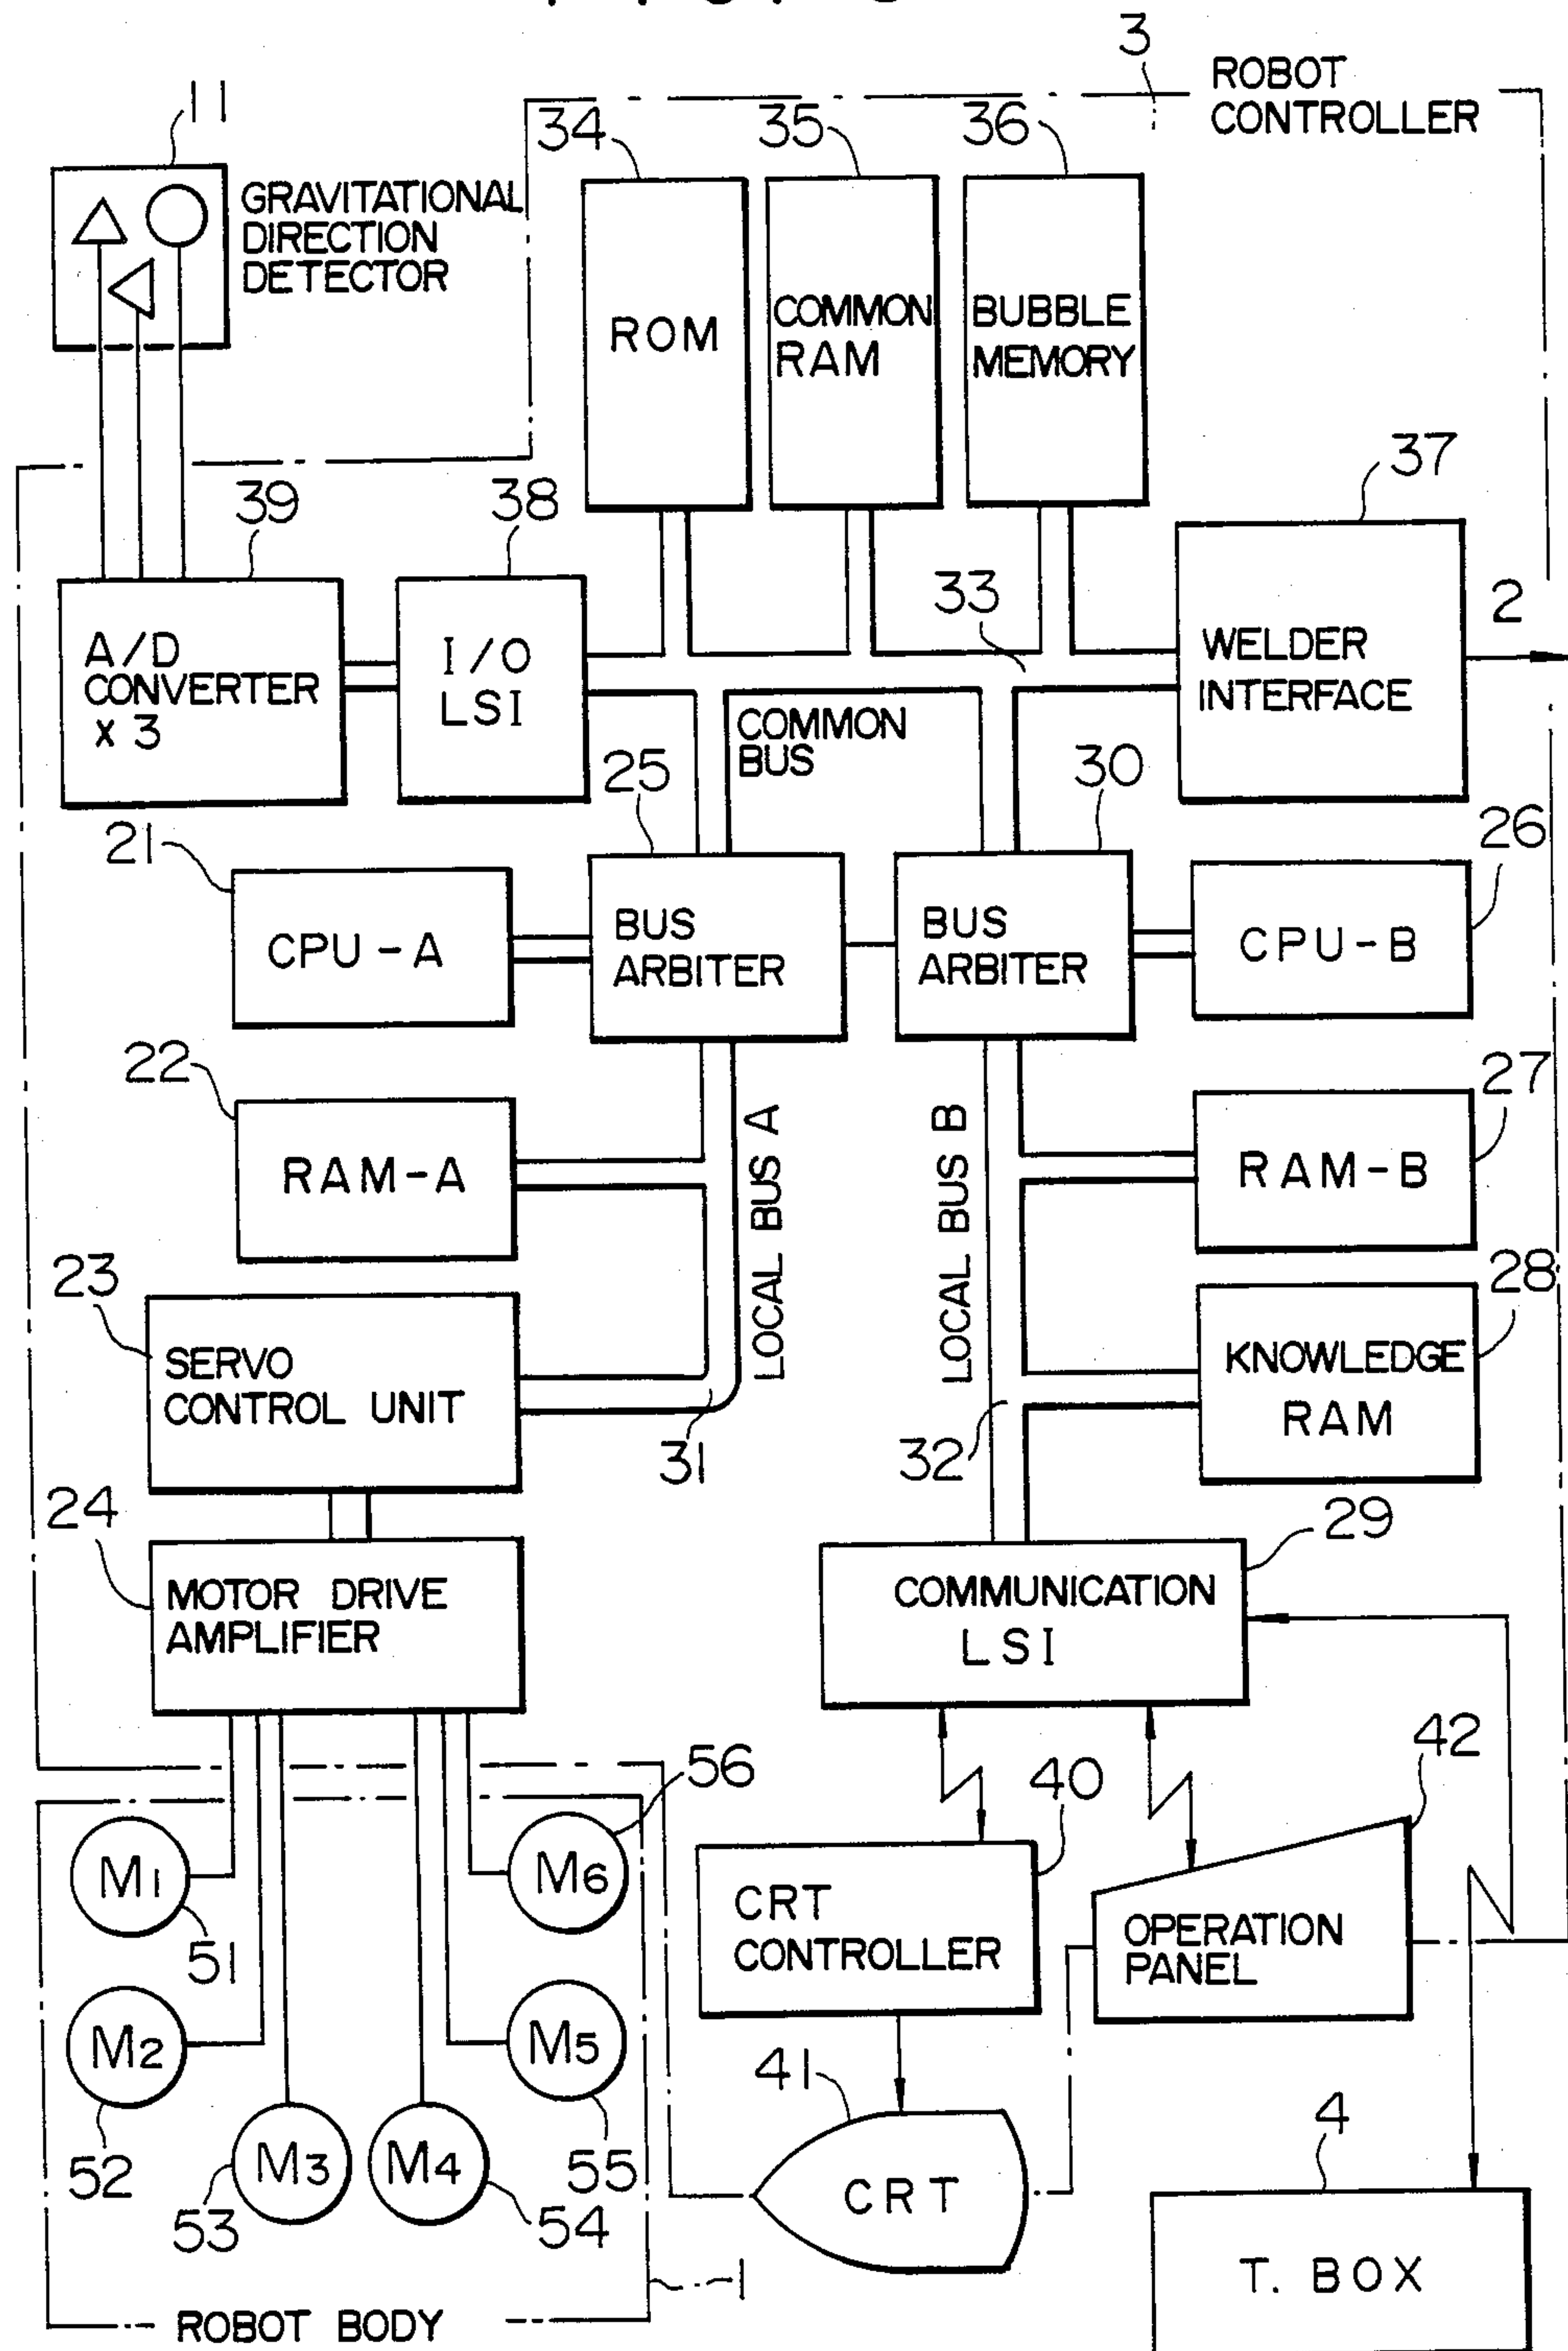 3
ROBOT
CONTROLLER
11
34
35
36
GRAVITATIONAL
DIRECTION
DETECTOR
ROM
COMMON
RAM
BUBBLE
MEMORY
37
39
38
33
2
A/D
CONVERTER
x 3
I/O
LSI
WELDER
INTERFACE
COMMON
BUS
25
30
21
26
CPU-A
BUS
ARBITER
BUS
ARBITER
CPU-B
22
27
RAM-A
LOCAL BUS A
LOCAL BUS B
RAM-B
23
28
SERVO
CONTROL UNIT
KNOWLEDGE
RAM
31
32
24
29
MOTOR DRIVE
AMPLIFIER
COMMUNICATION
LSI
56
40
42
M1
M6
51
CRT
CONTROLLER
OPERATION
PANEL
M2
M5
52
55
41
4
M3
M4
53
54
CRT
T. BOX
1
ROBOT BODY